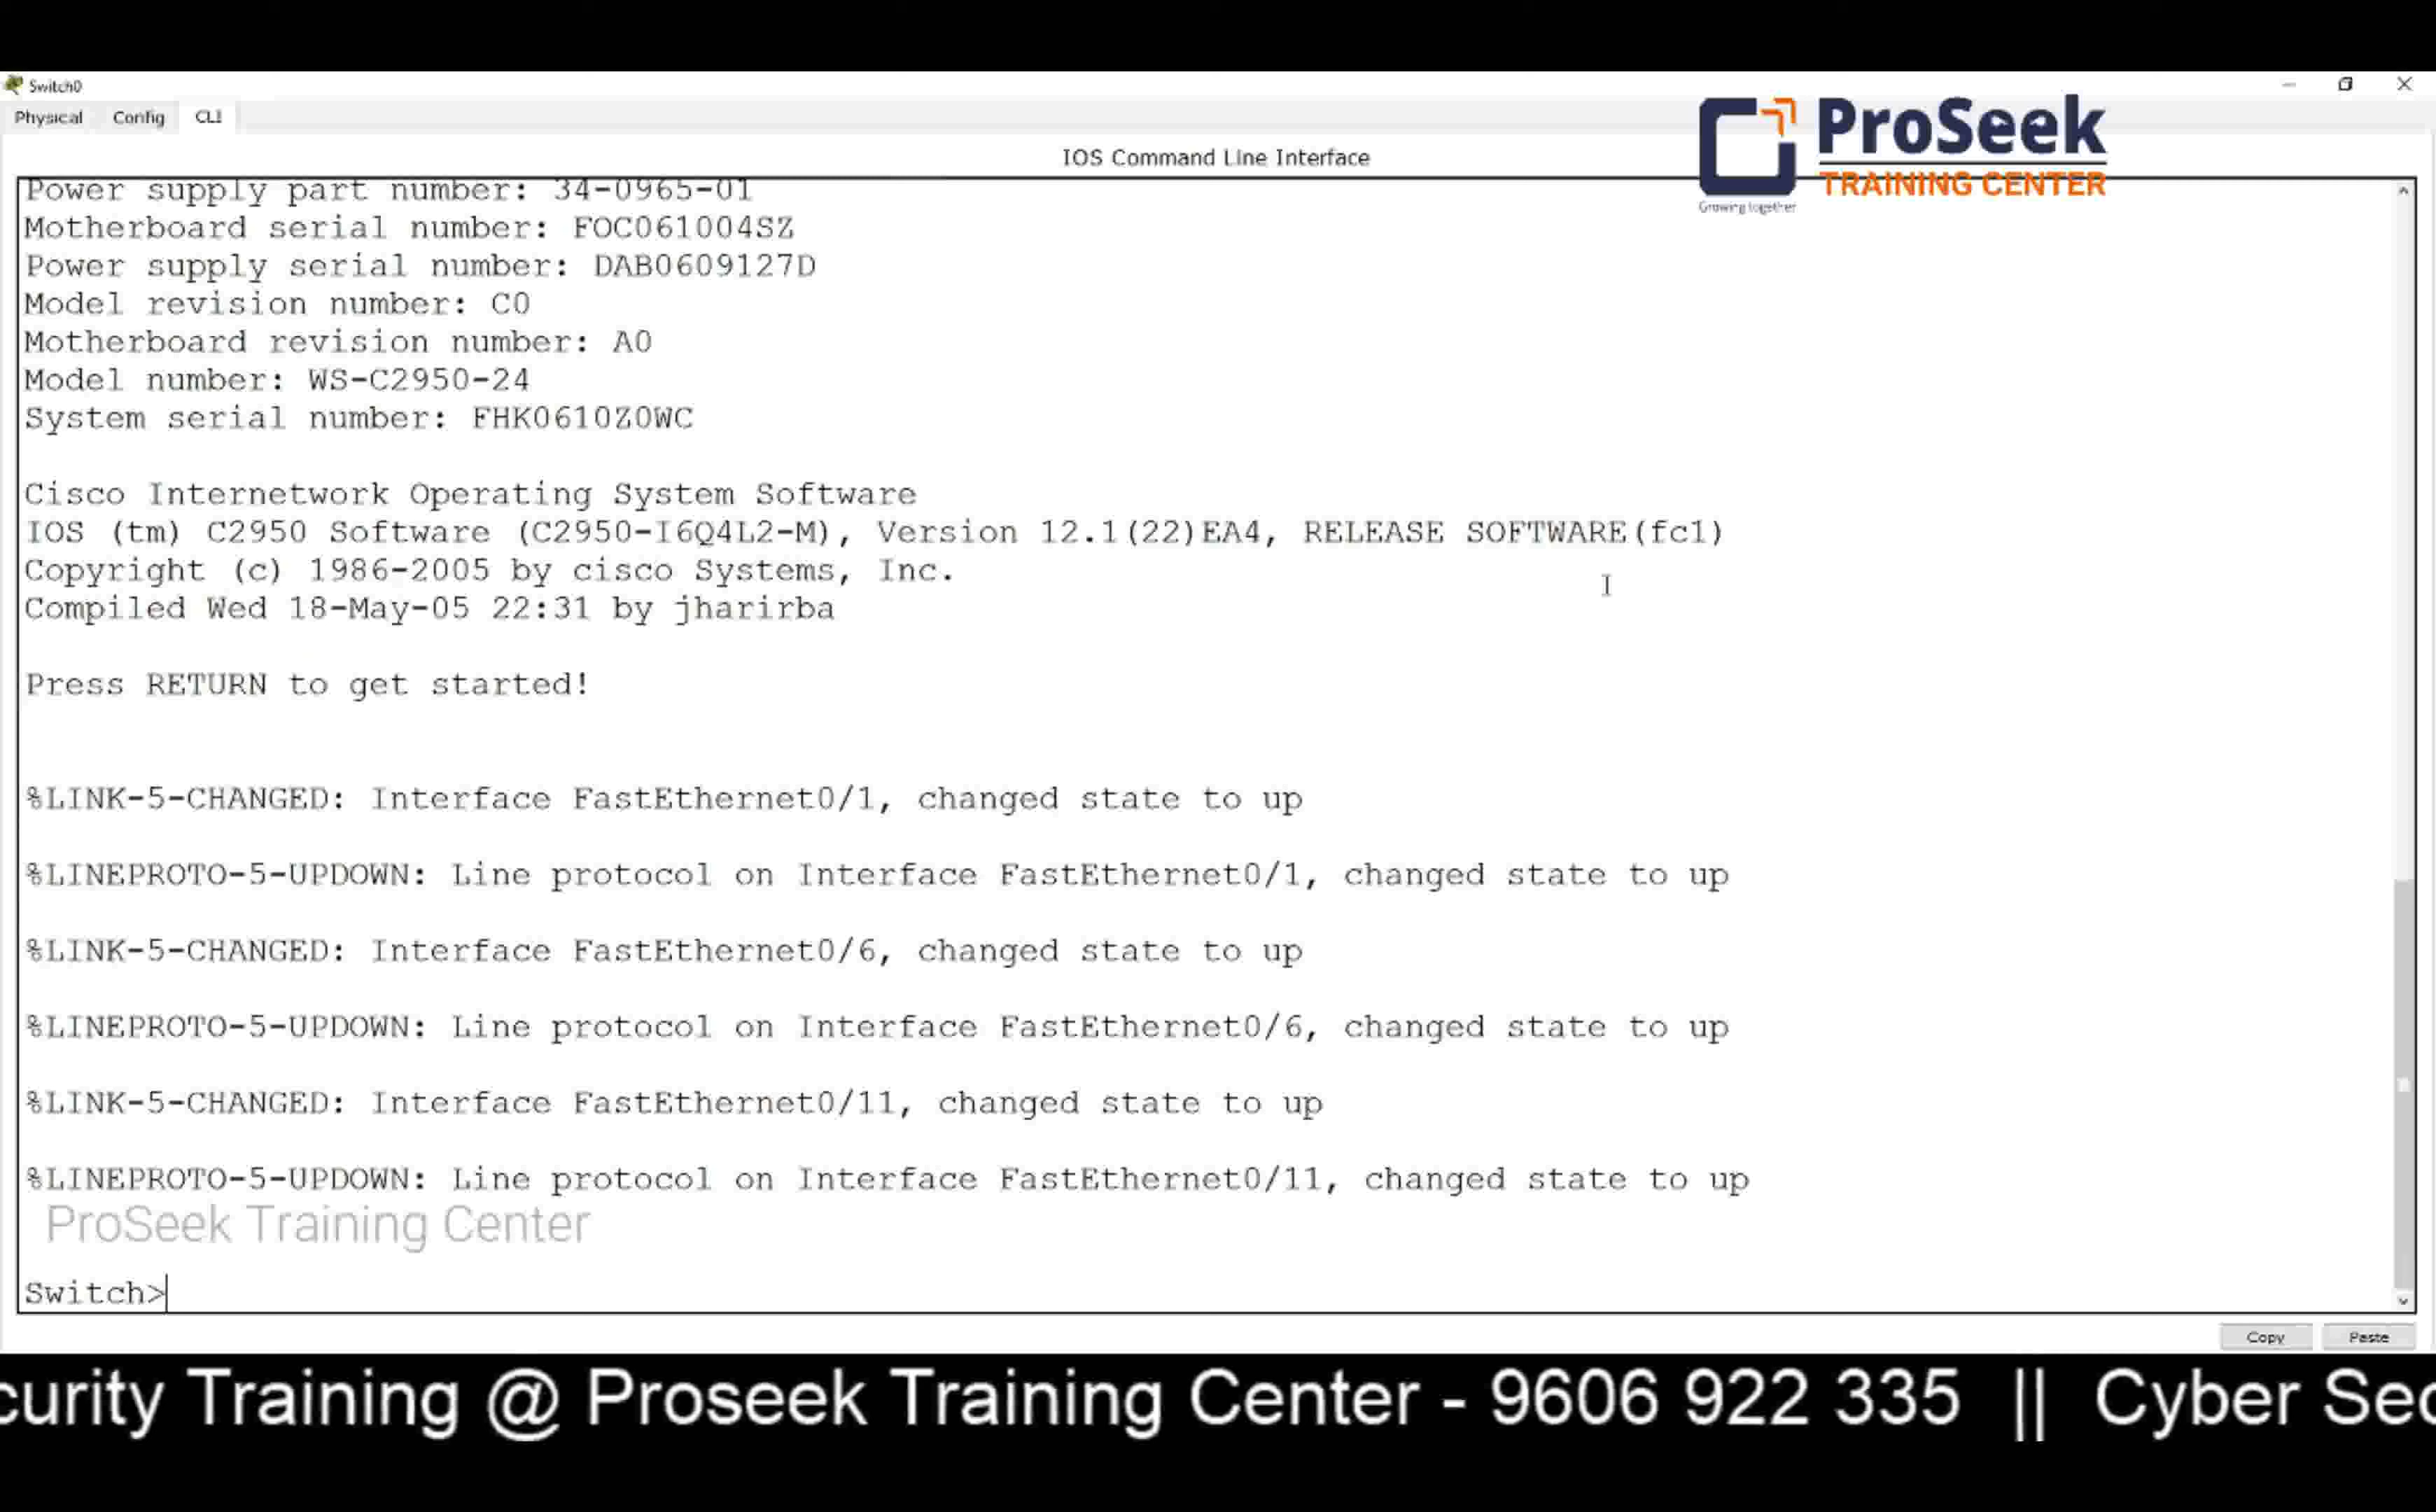 Switch0
Physical Config CLI
ProSeek
TRAINING CENTER
Growing together
IOS Command Line Interface
Power supply part number: 34-0965-01
Motherboard serial number: FOC061004SZ
Power supply serial number: DAB0609127D
Model revision number: C0
Motherboard revision number: A0
Model number: WS-C2950-24
System serial number: FHK0610Z0WC
Cisco Internetwork Operating System Software
IOS (tm) C2950 Software (C2950-I6Q4L2-M), Version 12.1(22)EA4, RELEASE SOFTWARE(fc1)
Copyright (c) 1986-2005 by cisco Systems, Inc.
Compiled Wed 18-May-05 22:31 by jharirba
Press RETURN to get started!
%LINK-5-CHANGED: Interface FastEthernet0/1, changed state to up
%LINEPROTO-5-UPDOWN: Line protocol on Interface FastEthernet0/1, changed state to up
%LINK-5-CHANGED: Interface FastEthernet0/6, changed state to up
%LINEPROTO-5-UPDOWN: Line protocol on Interface FastEthernet0/6, changed state to up
%LINK-5-CHANGED: Interface FastEthernet0/11, changed state to up
%LINEPROTO-5-UPDOWN: Line protocol on Interface FastEthernet0/11, changed state to up
ProSeek Training Center
Switch>
Copy Paste
curity Training @ Proseek Training Center - 9606 922 335 || Cyber Sec